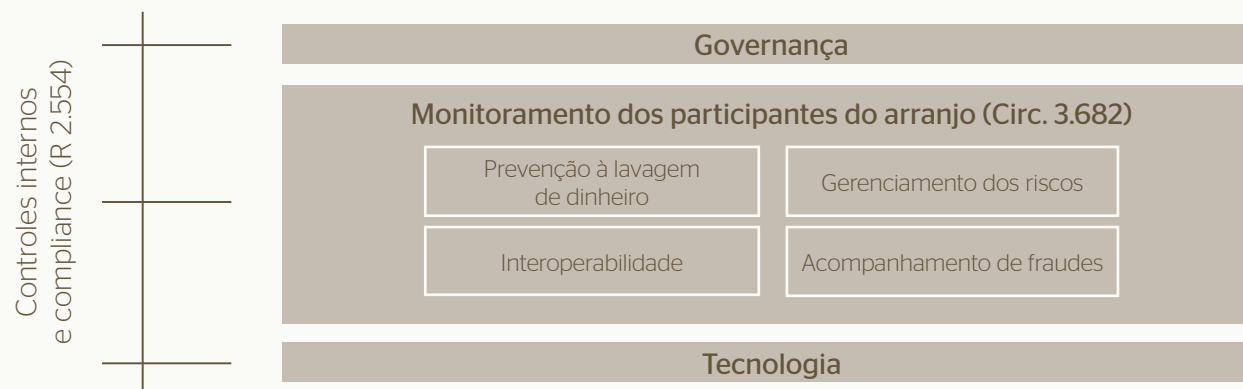 Controles internos
e compliance (R 2.554)
Governança
Monitoramento dos participantes do arranjo (Circ. 3.682)
Prevenção à lavagem
de dinheiro
Gerenciamento dos riscos
Interoperabilidade
Acompanhamento de fraudes
Tecnologia